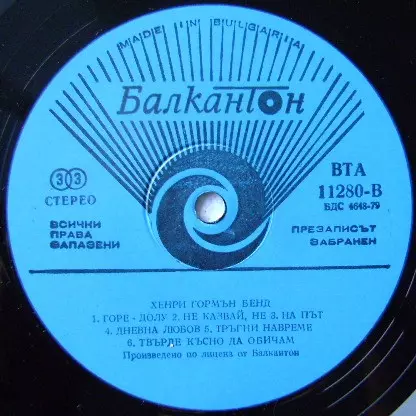 MADE IN BULGARIA
Балкантон
33
СТЕРЕО
ВТА
11280-В
БДС 4648-79
ВСИЧКИ
ПРАВА
ЗАПАЗЕНИ
ПРЕЗАПИСЪТ
ЗАБРАНЕН
ХЕНРИ ГОРМЪН БЕНД
1. ГОРЕ - ДОЛУ 2. НЕ КАЗВАЙ, НЕ 3. НА ПЪТ
4. ДНЕВНА ЛЮБОВ 5. ТРЪГНИ НАВРЕМЕ
6. ТВЪРДЕ КЪСНО ДА ОБИЧАМ
Произведено по лиценз от Балкантон